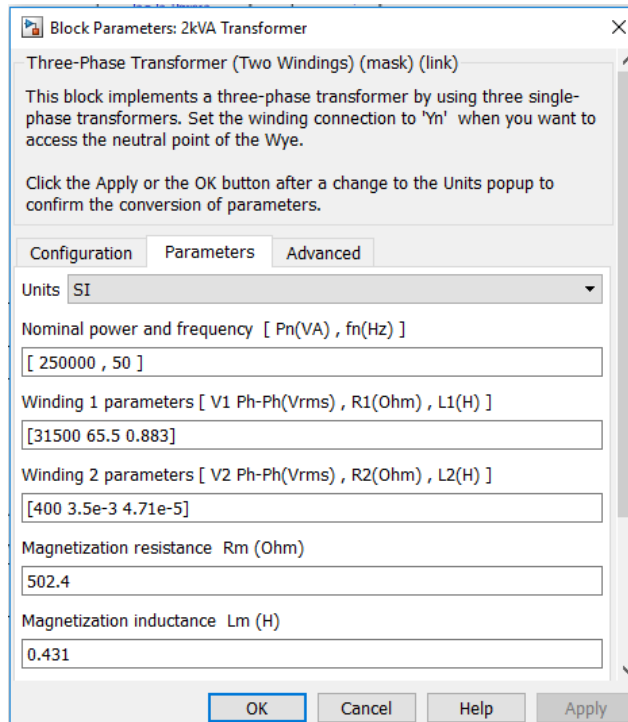 Block Parameters: 2kVA Transformer
Three-Phase Transformer (Two Windings) (mask) (link)
This block implements a three-phase transformer by using three single-
phase transformers. Set the winding connection to 'Yn' when you want to
access the neutral point of the Wye.
Click the Apply or the OK button after a change to the Units popup to
confirm the conversion of parameters.
Configuration Parameters Advanced
Units SI
Nominal power and frequency [ Pn(VA) , fn(Hz) ]
[ 250000 , 50 ]
Winding 1 parameters [ V1 Ph-Ph(Vrms) , R1(Ohm) , L1(H) ]
[31500 65.5 0.883]
Winding 2 parameters [ V2 Ph-Ph(Vrms) , R2(Ohm) , L2(H) ]
[400 3.5e-3 4.71e-5]
Magnetization resistance Rm (Ohm)
502.4
Magnetization inductance Lm (H)
0.431
OK Cancel Help Apply